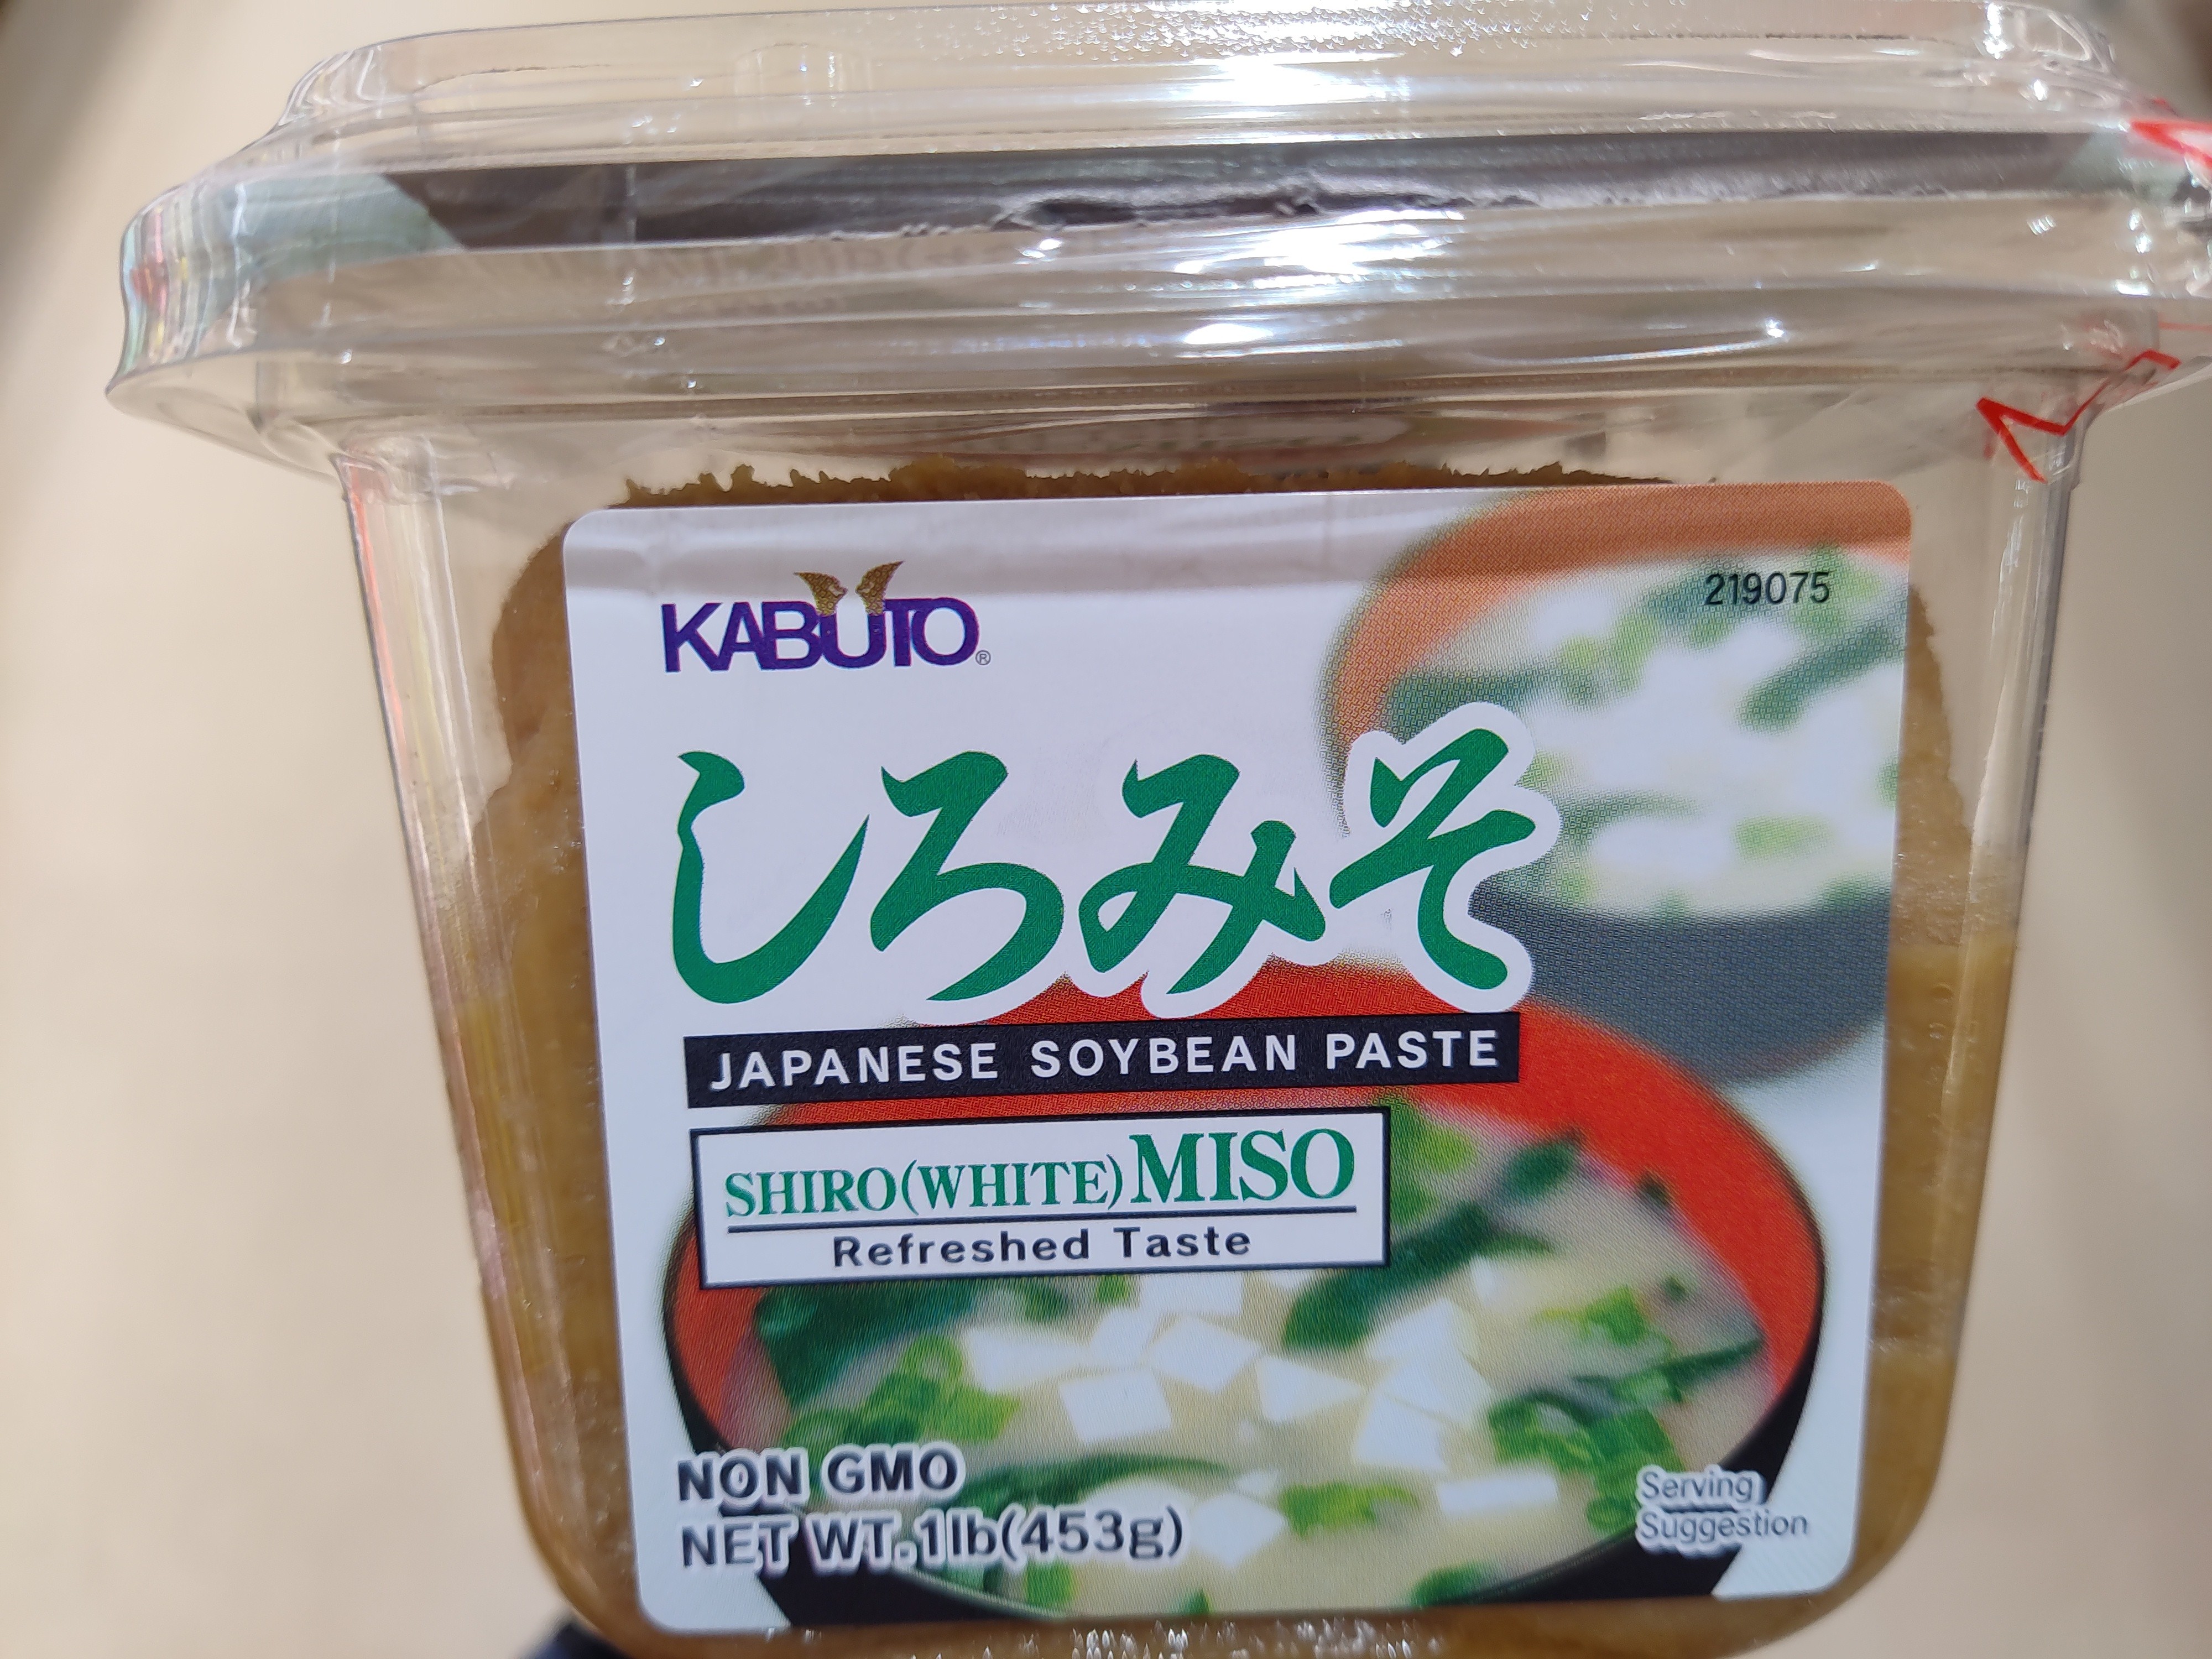 KABUTO®
219075
しろみそ
JAPANESE SOYBEAN PASTE
SHIRO(WHITE)MISO
Refreshed Taste
NON GMO
NET WT.1lb(453g)
Serving
Suggestion